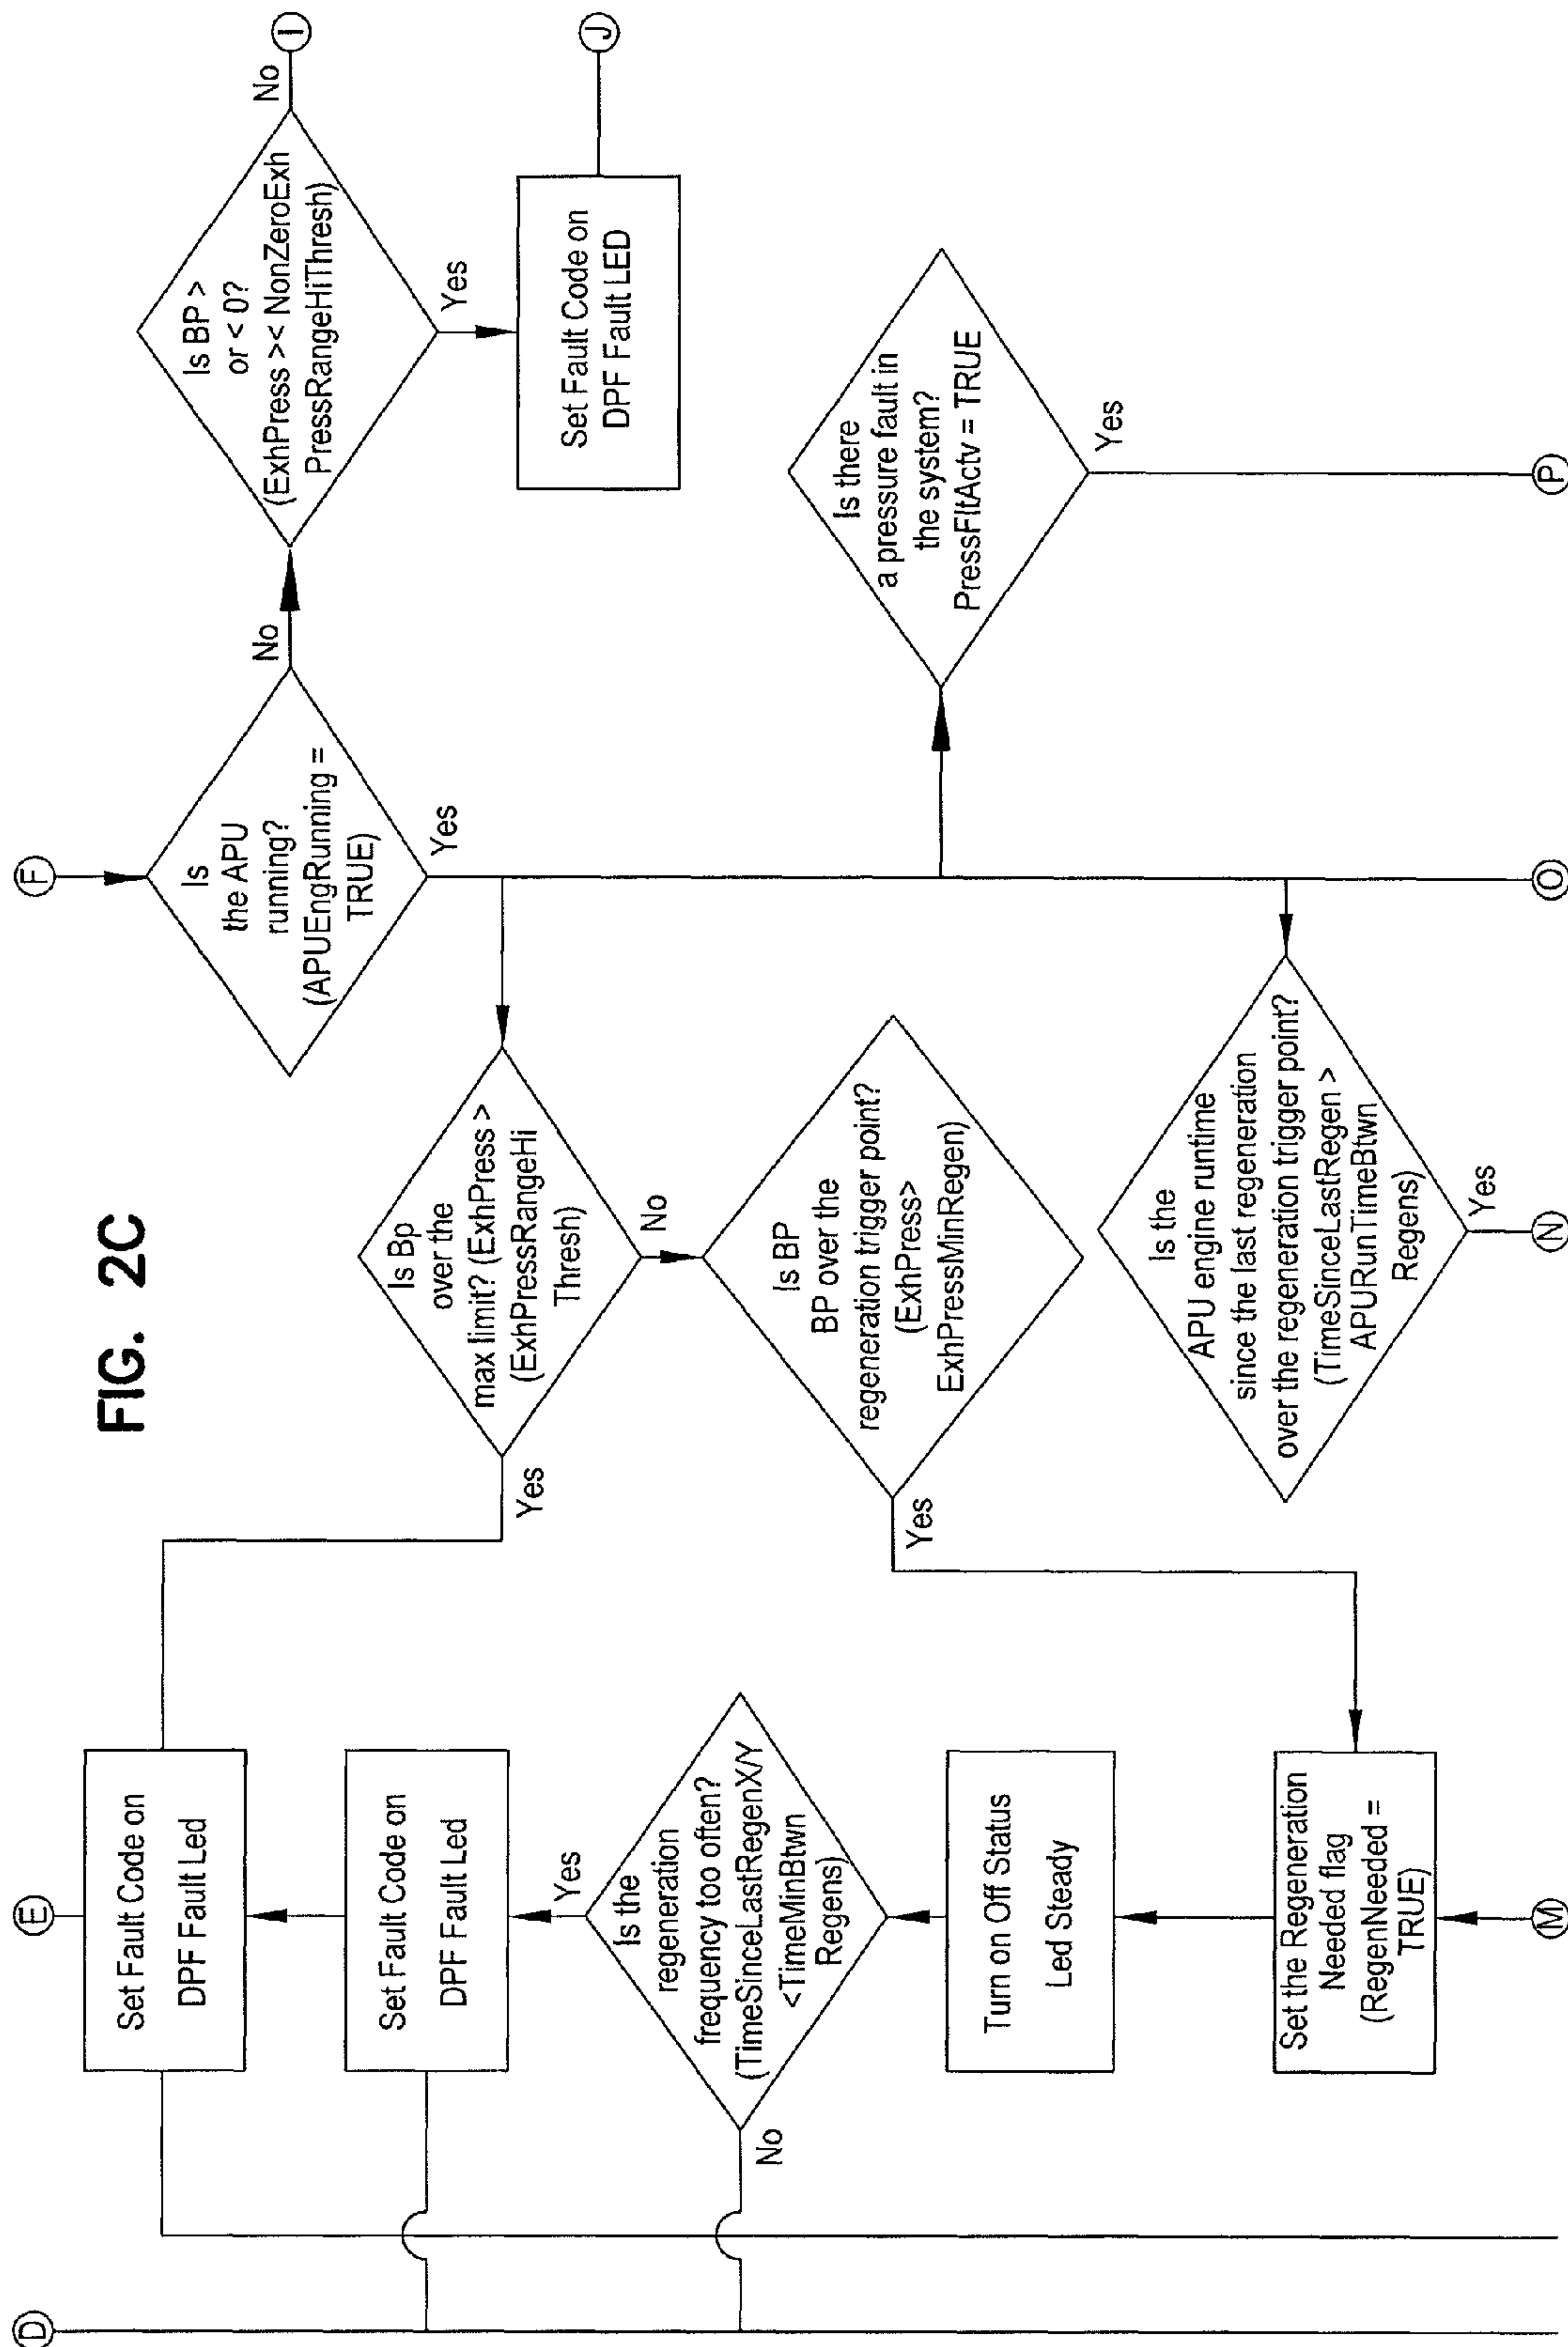 FIG. 2C
D
E
F
I
J
Set Fault Code on
DPF Fault Led
Set Fault Code on
DPF Fault Led
Yes
Is the
regeneration
frequency too often?
(TimeSinceLastRegenX/Y
<TimeMinBtwn
Regens)
No
Turn on Off Status
Led Steady
Set the Regeneration
Needed flag
(RegenNeeded =
TRUE)
M
Is
the APU
running?
(APUEngRunning =
TRUE)
No
Yes
Is BP >
or < 0?
(ExhPress >< NonZeroExh
PressRangeHiThresh)
No
Yes
Set Fault Code on
DPF Fault LED
Is Bp
over the
max limit? (ExhPress >
(ExhPressRangeHi
Thresh)
Yes
No
Is BP
BP over the
regeneration trigger point?
(ExhPress>
ExhPressMinRegen)
Yes
Is there
a pressure fault in
the system?
PressFltActv = TRUE
Yes
P
Is the
APU engine runtime
since the last regeneration
over the regeneration trigger point?
(TimeSinceLastRegen >
APURunTimeBtwn
Regens)
Yes
N
O